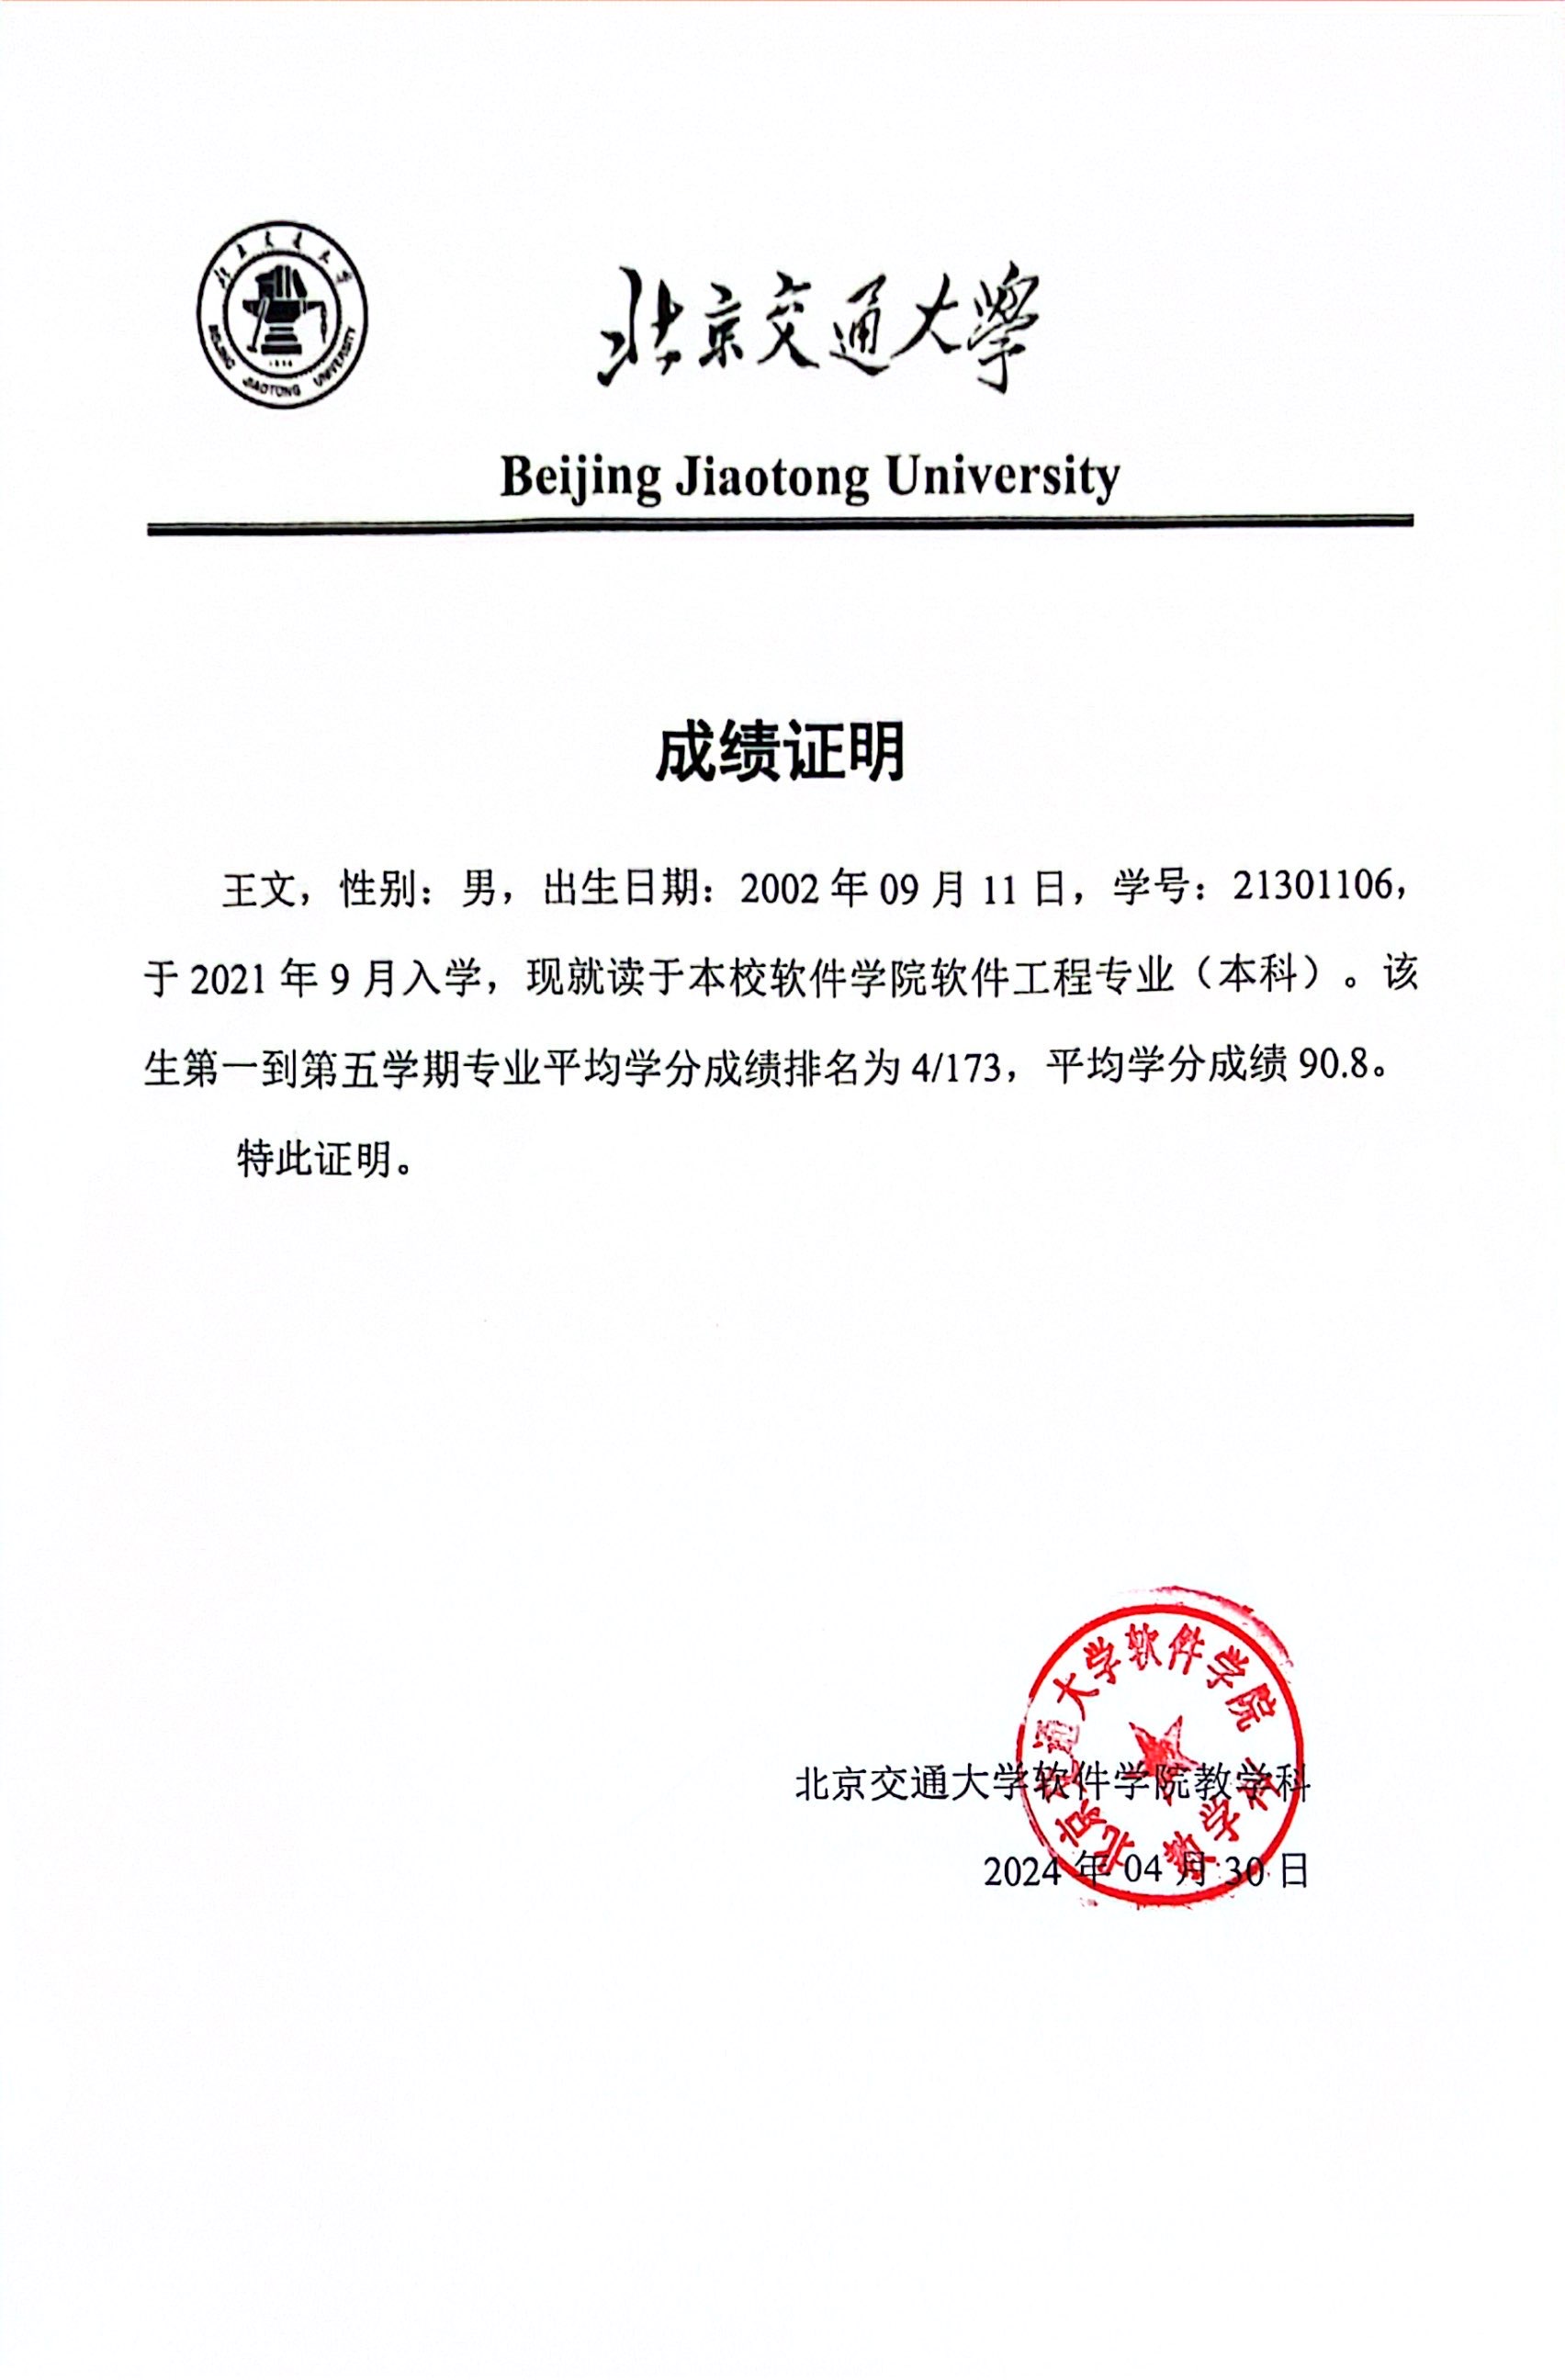 北京交通大学
BEIJING JIAOTONG UNIVERSITY
1896
北京交通大學
Beijing Jiaotong University
成绩证明
王文，性别：男，出生日期：2002 年 09 月 11 日，学号：21301106，
于 2021 年 9 月入学，现就读于本校软件学院软件工程专业（本科）。该
生第一到第五学期专业平均学分成绩排名为 4/173，平均学分成绩 90.8。
特此证明。
北京交通大学软件学院
教学科
北京交通大学软件学院教学科
2024 年 04 月 30 日